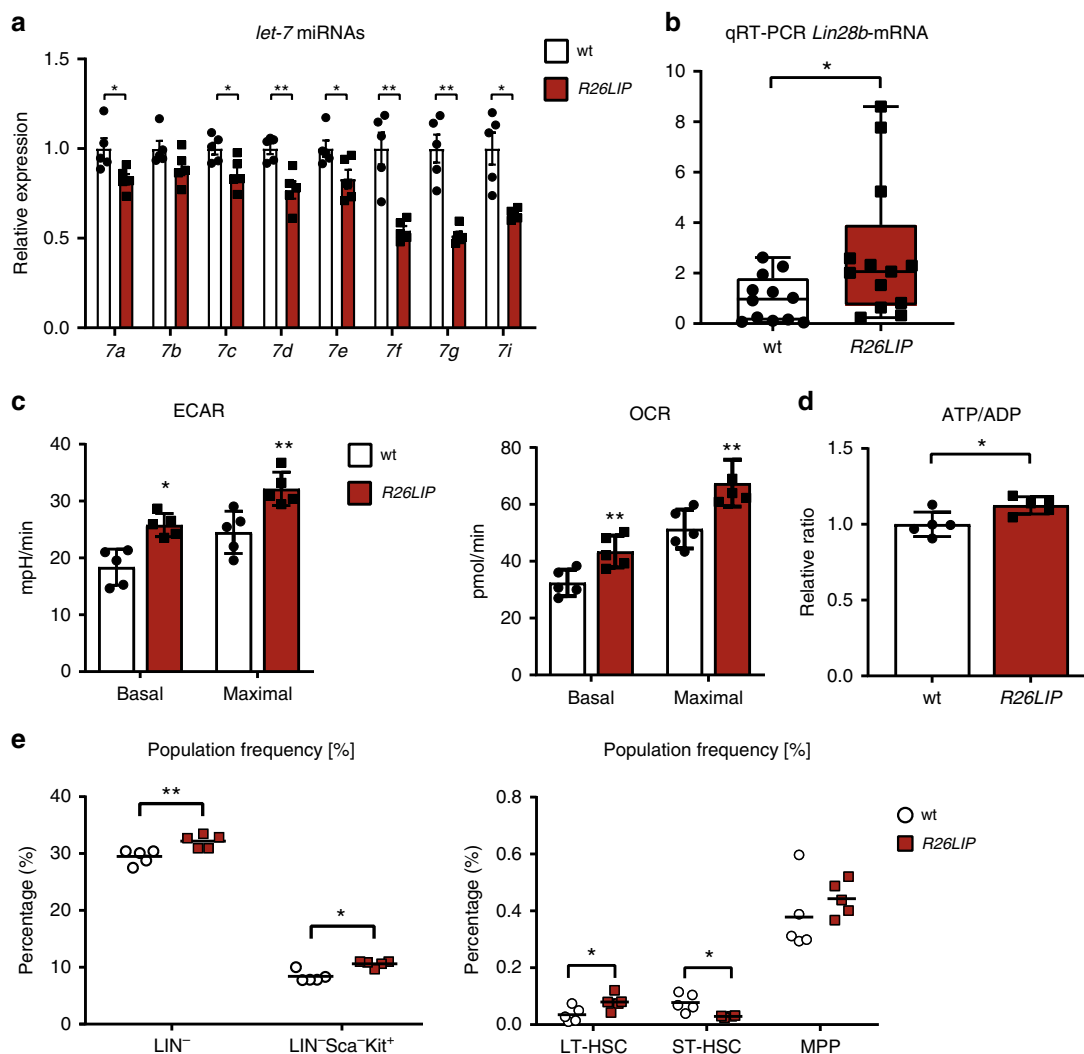 a
let-7 miRNAs
Relative expression
1.5
1.0
0.5
0.0
* * ** * ** ** *
7a 7b 7c 7d 7e 7f 7g 7i
wt
R26LIP
b
qRT-PCR Lin28b-mRNA
*
10
8
6
4
2
0
wt R26LIP
c
ECAR
mpH/min
40
30
20
10
0
* **
Basal Maximal
wt
R26LIP
OCR
pmol/min
80
60
40
20
0
** **
Basal Maximal
d
ATP/ADP
Relative ratio
1.5
1.0
0.5
0.0
*
wt R26LIP
e
Population frequency [%]
Percentage (%)
40
30
20
10
0
** *
LIN⁻ LIN⁻Sca⁻Kit⁺
Population frequency [%]
Percentage (%)
0.8
0.6
0.4
0.2
0.0
* *
LT-HSC ST-HSC MPP
wt
R26LIP